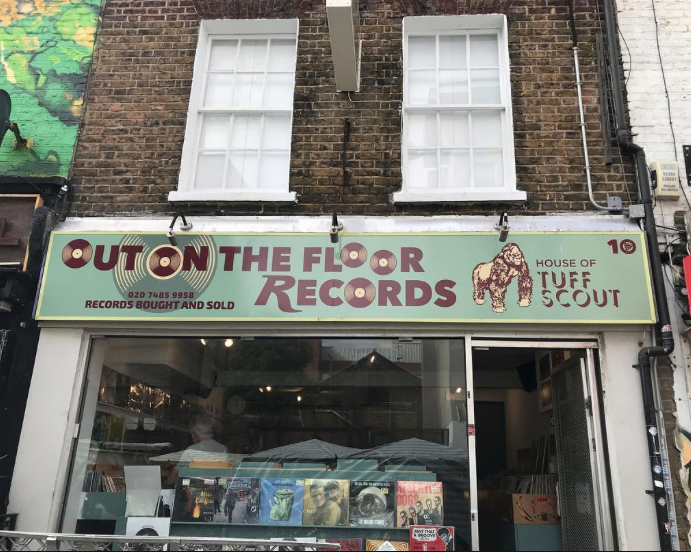 OUT ON THE FLOOR
RECORDS
020 7485 9958
RECORDS BOUGHT AND SOLD
HOUSE OF
TUFF
SCOUT
10